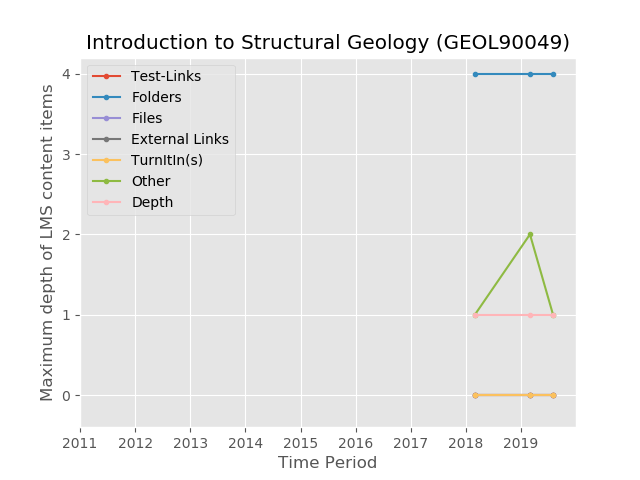 Introduction to Structural Geology (GEOL90049)
Maximum depth of LMS content items
4
3
2
1
0
Test-Links
Folders
Files
External Links
TurnItIn(s)
Other
Depth
2011 2012 2013 2014 2015 2016 2017 2018 2019
Time Period